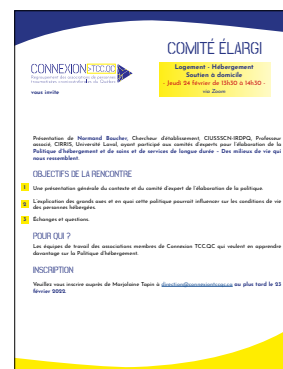 COMITÉ ÉLARGI
CONNEXION TCC.QC
Regroupement des associations de personnes
traumatisées craniocérébrales du Québec
vous invite
Logement - Hébergement
Soutien à domicile
- Jeudi 24 février de 13h30 à 14h30 -
via Zoom
Présentation de Normand Boucher, Chercheur d'établissement, CIUSSSCN-IRDPQ, Professeur
associé, CIRRIS, Université Laval, ayant participé aux comités d'experts pour l'élaboration de la
Politique d'hébergement et de soins et de services de longue durée - Des milieux de vie qui
nous ressemblent.
OBJECTIFS DE LA RENCONTRE
1 Une présentation générale du contexte et du comité d'expert de l'élaboration de la politique.
2 L'explication des grands axes et en quoi cette politique pourrait influencer sur les conditions de vie
des personnes hébergées.
3 Échanges et questions.
POUR QUI ?
Les équipes de travail des associations membres de Connexion TCC.QC qui veulent en apprendre
davantage sur la Politique d'hébergement.
INSCRIPTION
Veuillez vous inscrire auprès de Marjolaine Tapin à direction@connexiontccqc.ca au plus tard le 23
février 2022.